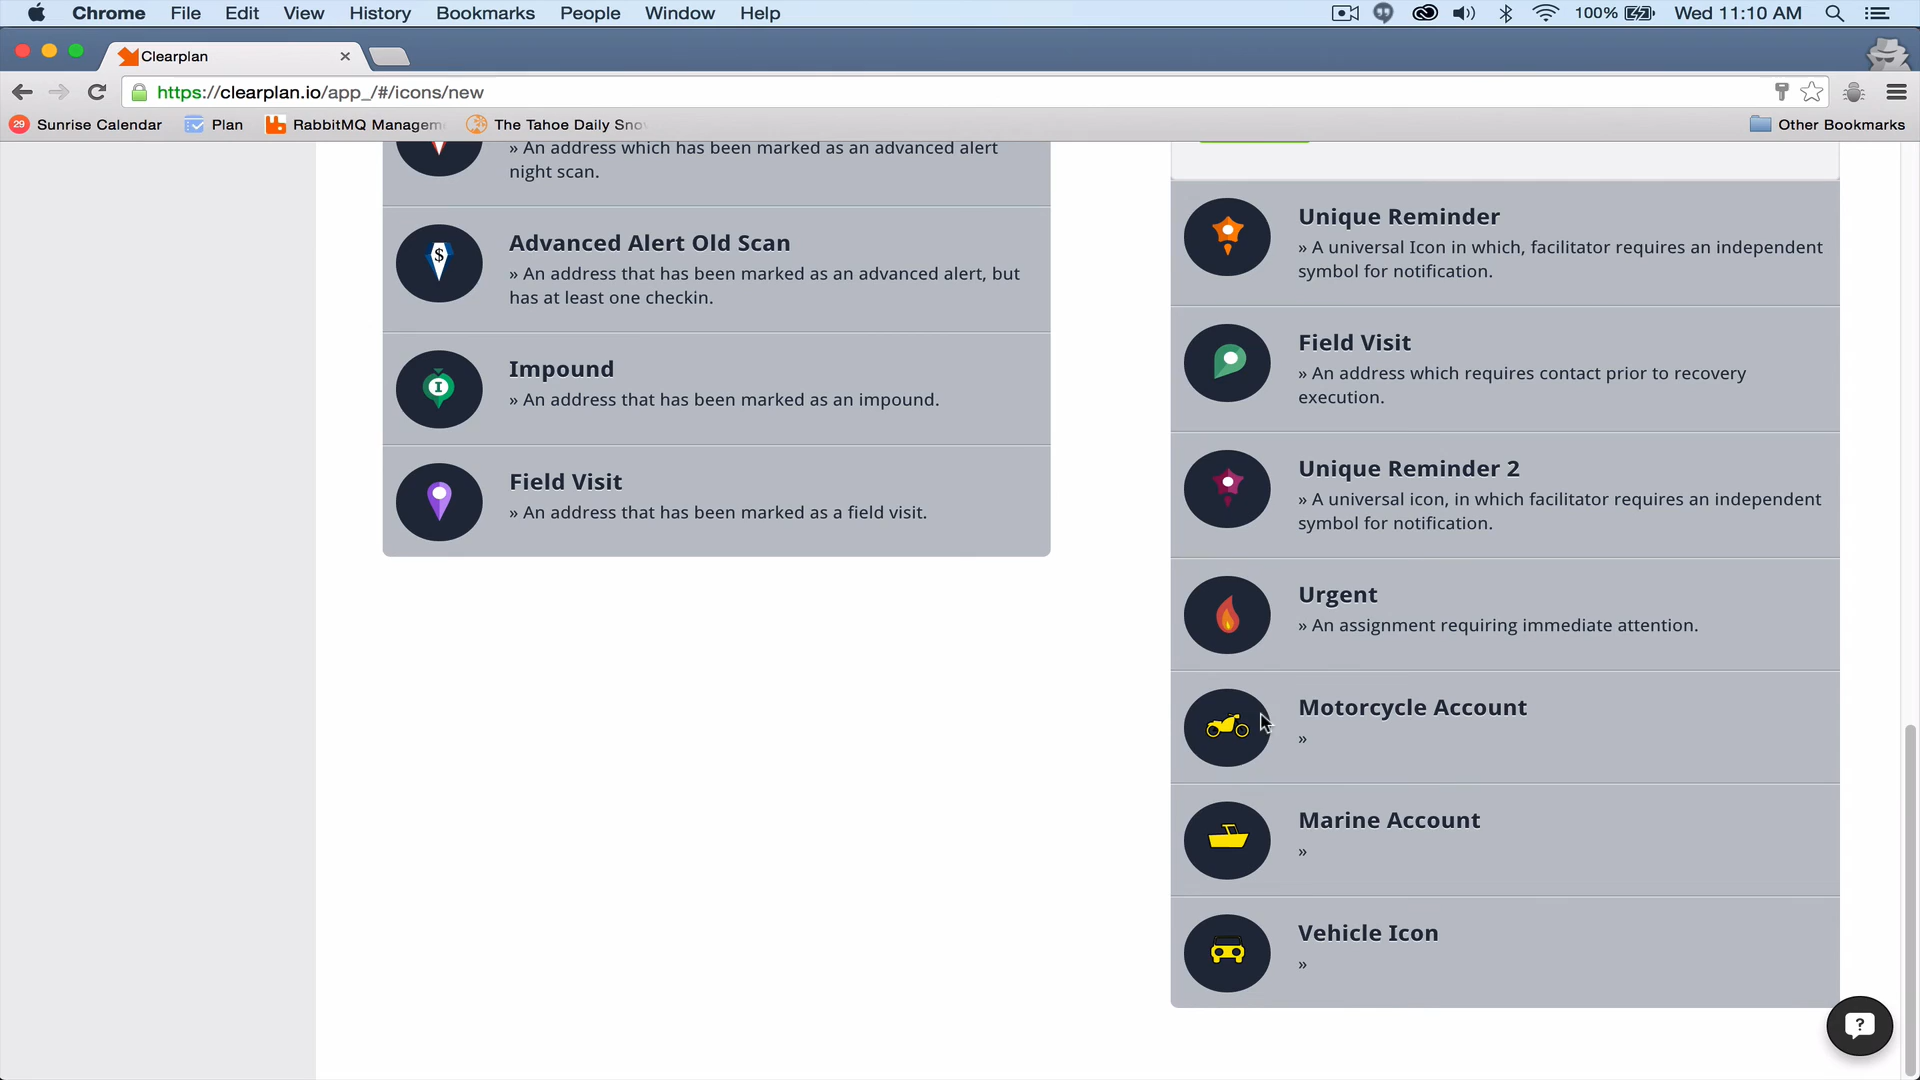 Chrome File Edit View History Bookmarks People Window Help 100% Wed 11:10 AM
Clearplan
https://clearplan.io/app_/#/icons/new
29 Sunrise Calendar Plan RabbitMQ Managem The Tahoe Daily Sno Other Bookmarks
» An address which has been marked as an advanced alert
night scan.
$
Advanced Alert Old Scan
» An address that has been marked as an advanced alert, but
has at least one checkin.
I
Impound
» An address that has been marked as an impound.
Field Visit
» An address that has been marked as a field visit.
Unique Reminder
» A universal Icon in which, facilitator requires an independent
symbol for notification.
Field Visit
» An address which requires contact prior to recovery
execution.
Unique Reminder 2
» A universal icon, in which facilitator requires an independent
symbol for notification.
Urgent
» An assignment requiring immediate attention.
Motorcycle Account
»
Marine Account
»
Vehicle Icon
»
?